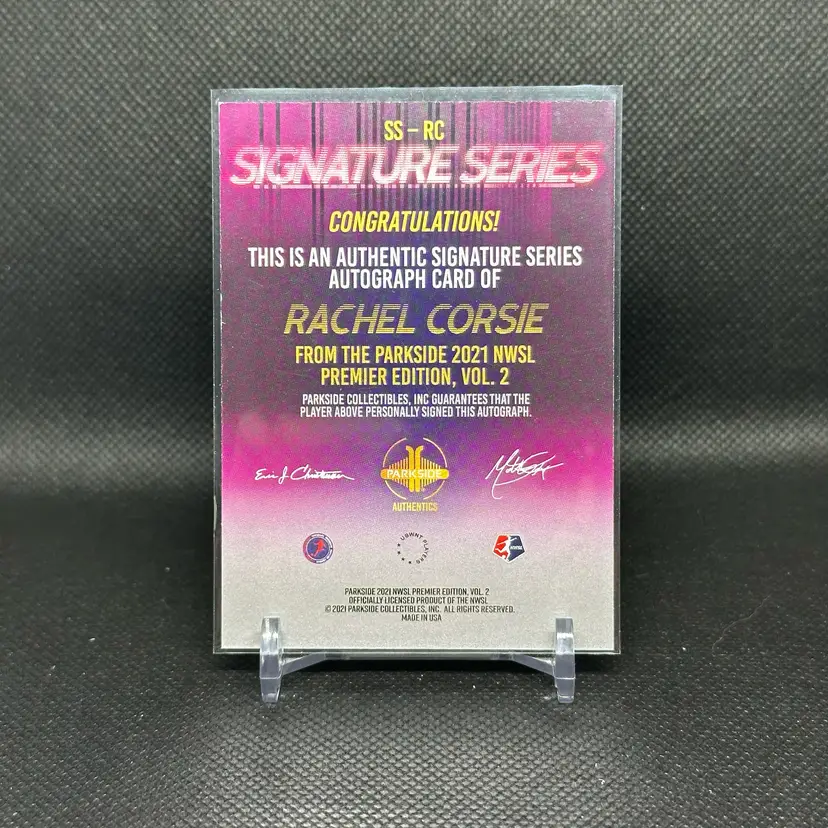 SS – RC
SIGNATURE SERIES
CONGRATULATIONS!
THIS IS AN AUTHENTIC SIGNATURE SERIES
AUTOGRAPH CARD OF
RACHEL CORSIE
FROM THE PARKSIDE 2021 NWSL
PREMIER EDITION, VOL. 2
PARKSIDE COLLECTIBLES, INC GUARANTEES THAT THE
PLAYER ABOVE PERSONALLY SIGNED THIS AUTOGRAPH.
PARKSIDE
AUTHENTICS
USWNT PLAYERS
NWSL
PARKSIDE 2021 NWSL PREMIER EDITION, VOL. 2
OFFICIALLY LICENSED PRODUCT OF THE NWSL
© 2021 PARKSIDE COLLECTIBLES, INC. ALL RIGHTS RESERVED.
MADE IN USA